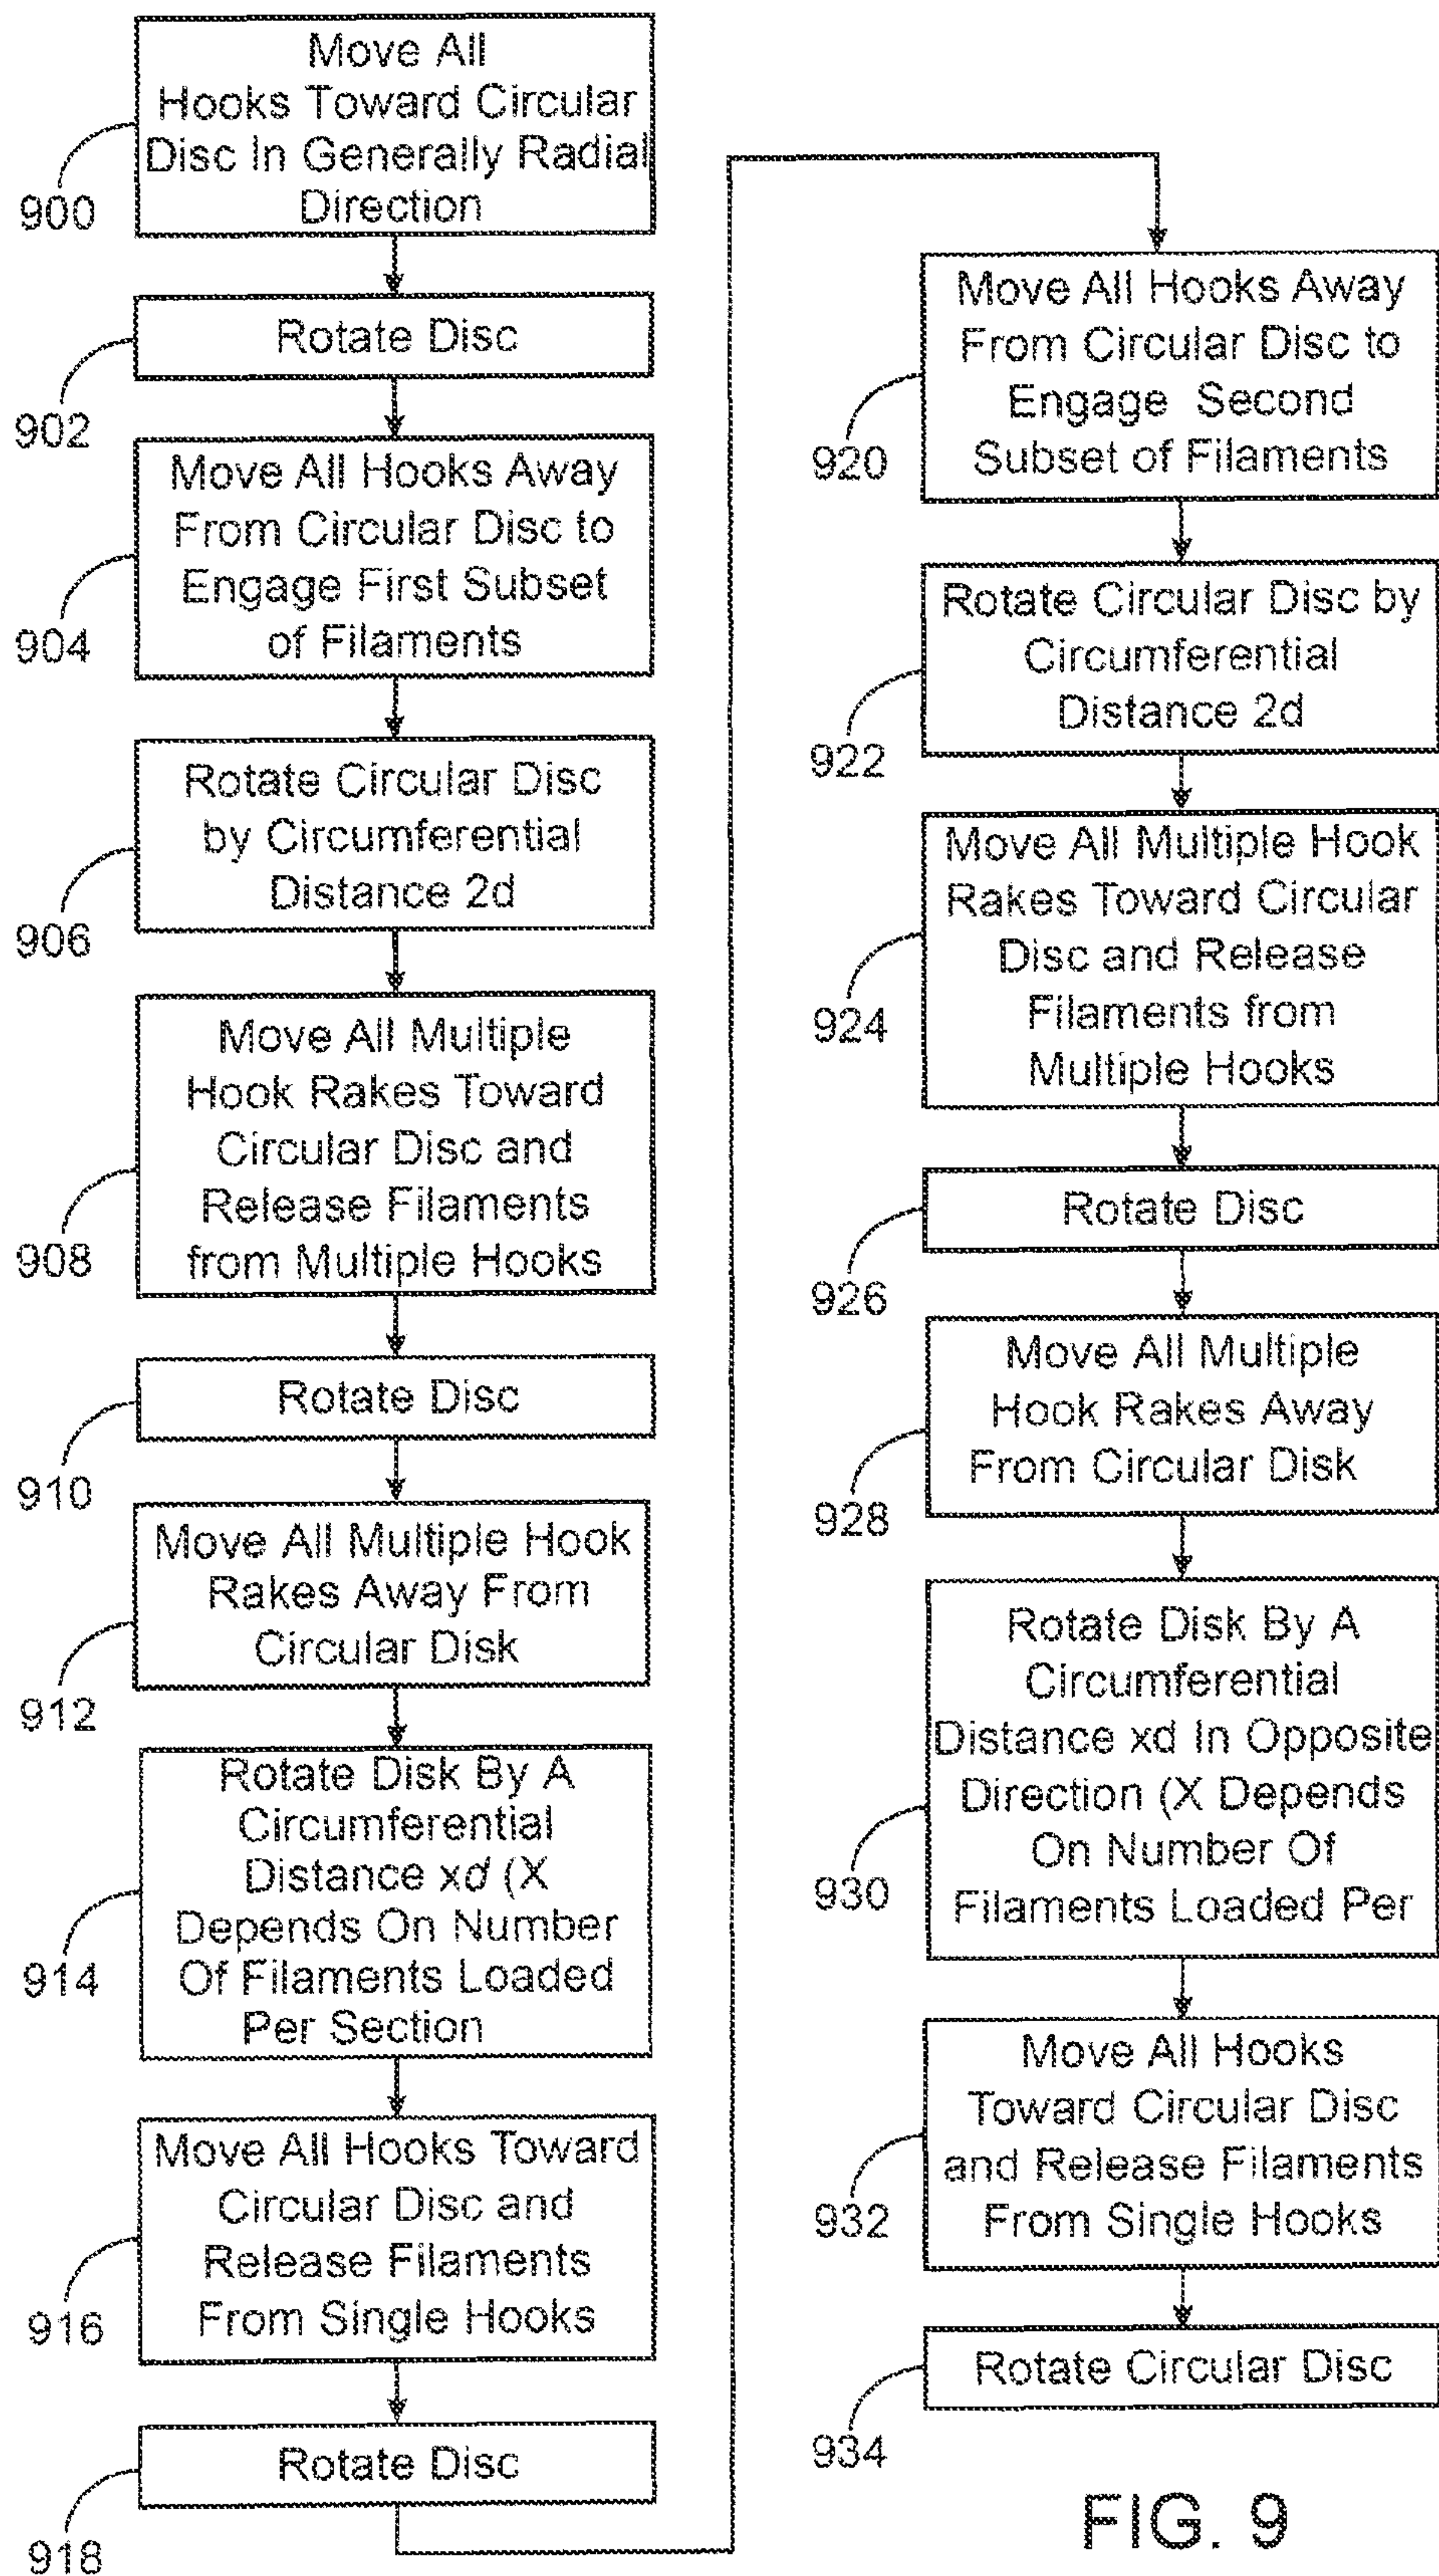 Move All
Hooks Toward Circular
Disc In Generally Radial
Direction
900
Rotate Disc
902
Move All Hooks Away
From Circular Disc to
Engage First Subset
of Filaments
904
Rotate Circular Disc
by Circumferential
Distance 2d
906
Move All Multiple
Hook Rakes Toward
Circular Disc and
Release Filaments
from Multiple Hooks
908
Rotate Disc
910
Move All Multiple Hook
Rakes Away From
Circular Disk
912
Rotate Disk By A
Circumferential
Distance xd (X
Depends On Number
Of Filaments Loaded
Per Section
914
Move All Hooks Toward
Circular Disc and
Release Filaments
From Single Hooks
916
Rotate Disc
918
Move All Hooks Away
From Circular Disc to
Engage Second
Subset of Filaments
920
Rotate Circular Disc by
Circumferential
Distance 2d
922
Move All Multiple Hook
Rakes Toward Circular
Disc and Release
Filaments from
Multiple Hooks
924
Rotate Disc
926
Move All Multiple
Hook Rakes Away
From Circular Disk
928
Rotate Disk By A
Circumferential
Distance xd In Opposite
Direction (X Depends
On Number Of
Filaments Loaded Per
930
Move All Hooks
Toward Circular Disc
and Release Filaments
From Single Hooks
932
Rotate Circular Disc
934
FIG. 9